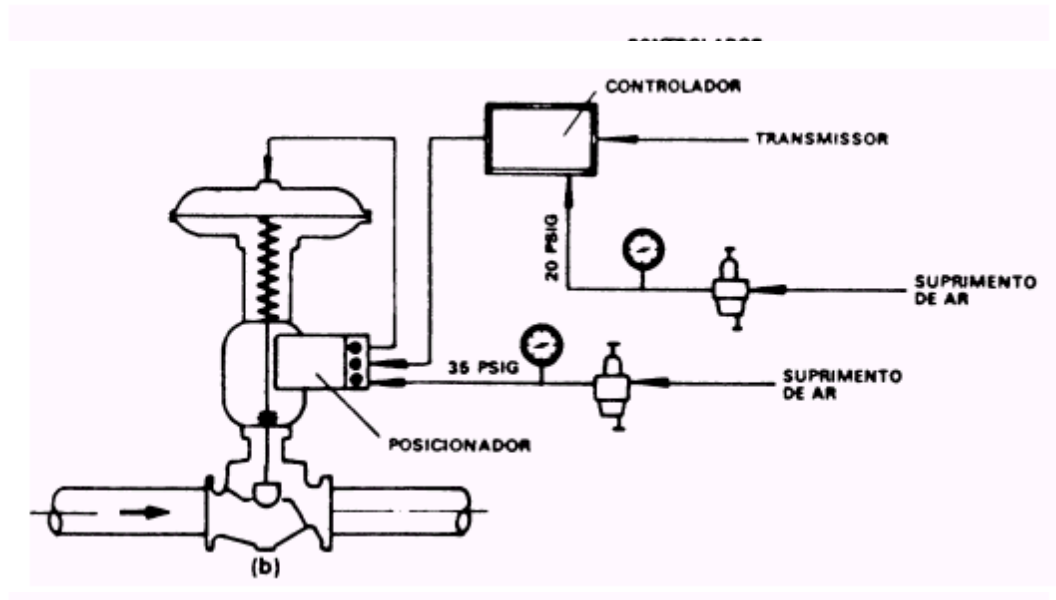 CONTROLADOR
TRANSMISSOR
20 PSIG
SUPRIMENTO
DE AR
35 PSIG
SUPRIMENTO
DE AR
POSICIONADOR
(b)